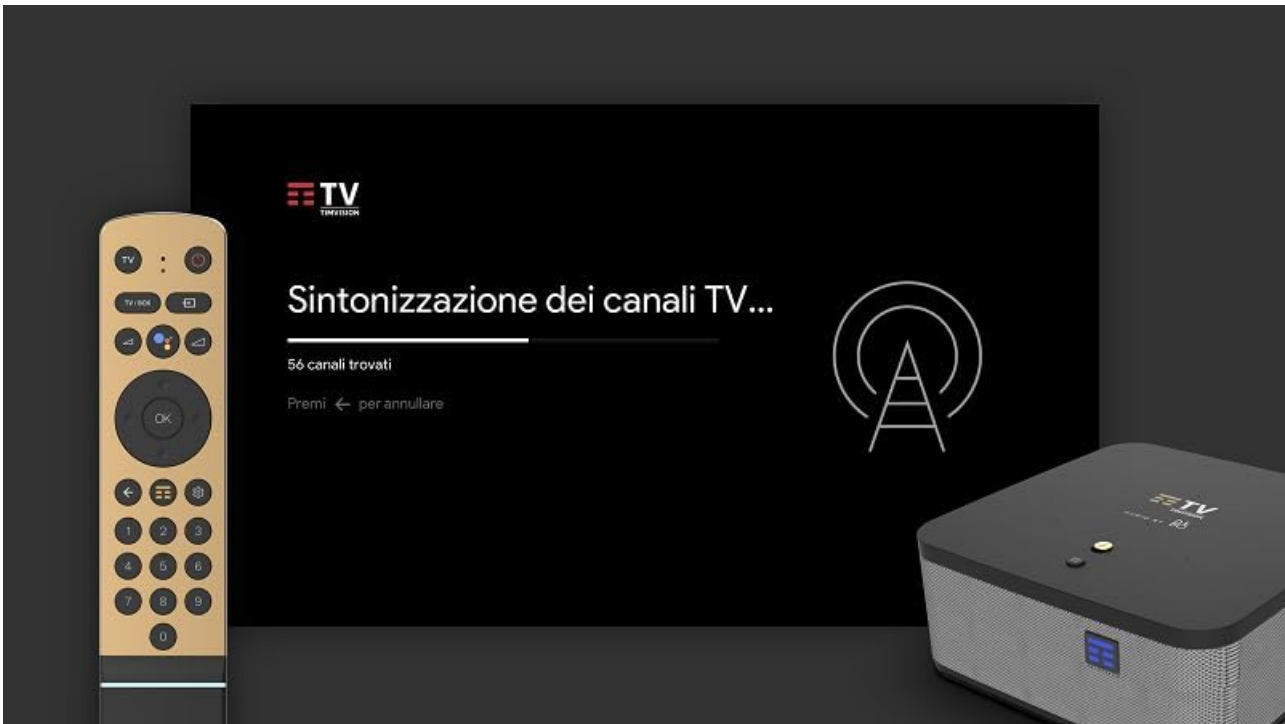 TV
TIMVISION
Sintonizzazione dei canali TV...
56 canali trovati
Premi ← per annullare
TV
TV/BOX
OK
1 2 3
4 5 6
7 8 9
0
TV
TIMVISION